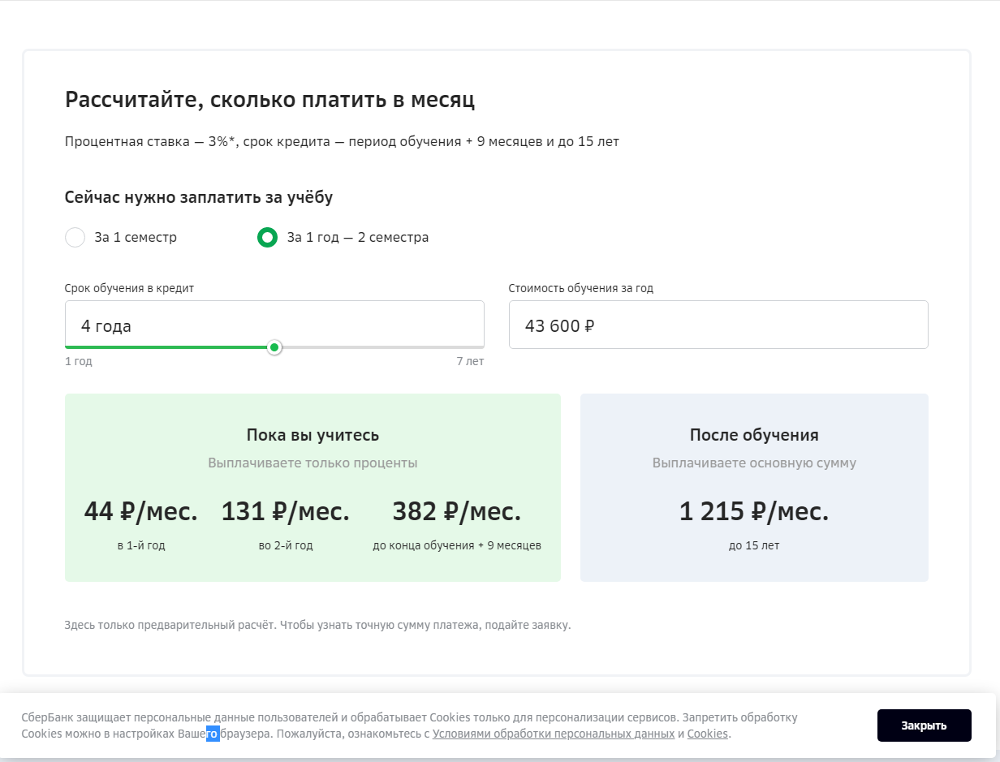 Рассчитайте, сколько платить в месяц
Процентная ставка — 3%*, срок кредита — период обучения + 9 месяцев и до 15 лет
Сейчас нужно заплатить за учёбу
За 1 семестр
За 1 год — 2 семестра
Срок обучения в кредит
4 года
1 год
7 лет
Стоимость обучения за год
43 600 ₽
Пока вы учитесь
Выплачиваете только проценты
44 ₽/мес.
в 1-й год
131 ₽/мес.
во 2-й год
382 ₽/мес.
до конца обучения + 9 месяцев
После обучения
Выплачиваете основную сумму
1 215 ₽/мес.
до 15 лет
Здесь только предварительный расчёт. Чтобы узнать точную сумму платежа, подайте заявку.
СберБанк защищает персональные данные пользователей и обрабатывает Cookies только для персонализации сервисов. Запретить обработку
Cookies можно в настройках Вашего браузера. Пожалуйста, ознакомьтесь с Условиями обработки персональных данных и Cookies.
Закрыть